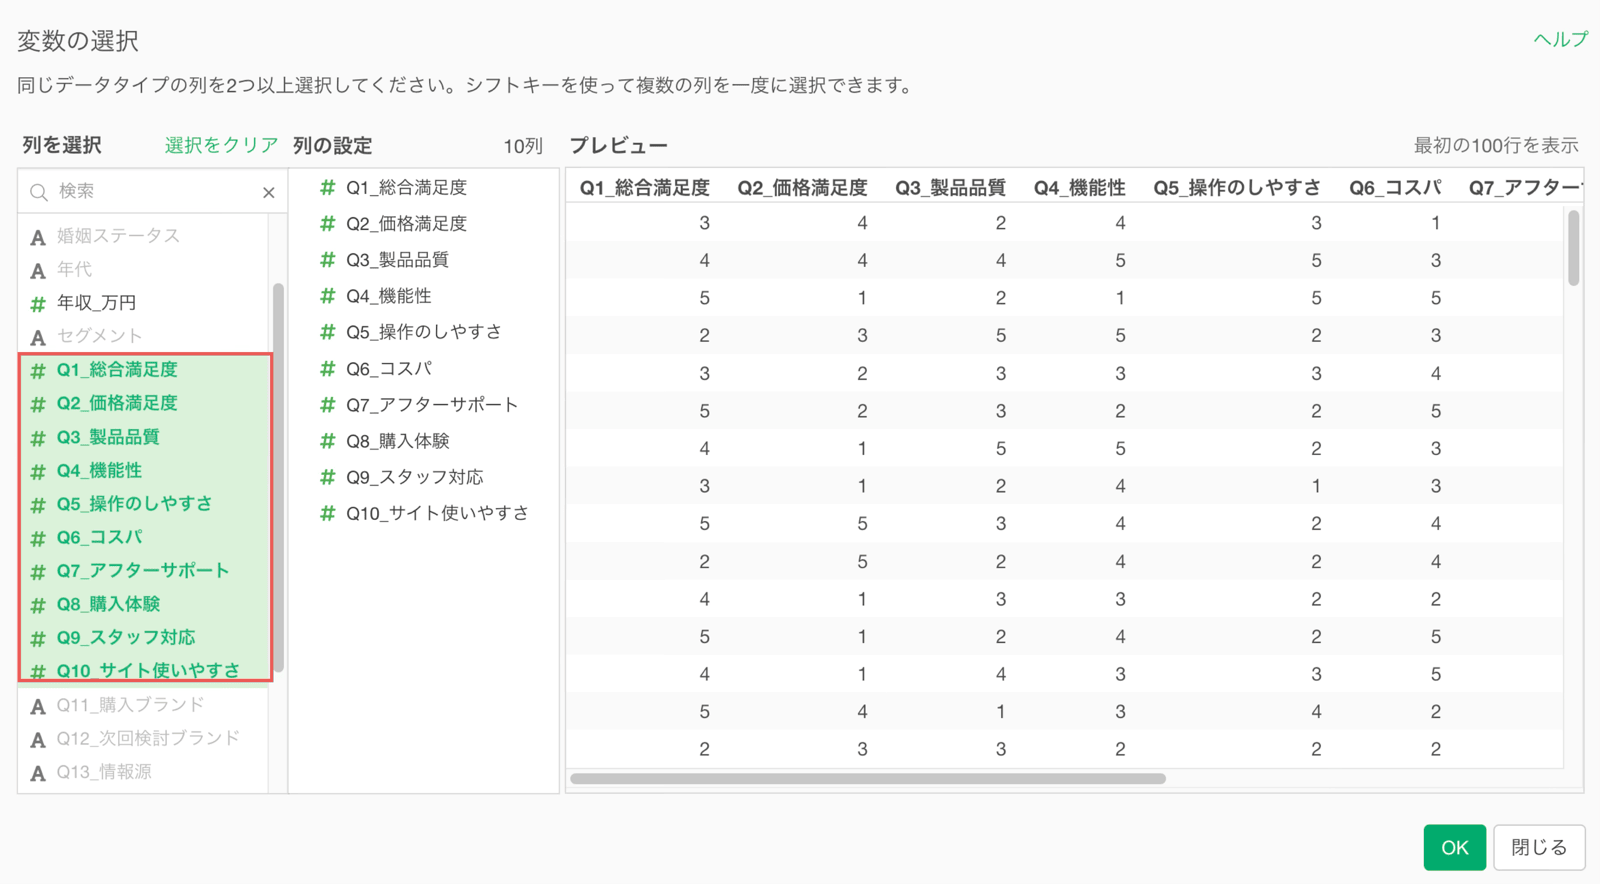 変数の選択
ヘルプ
同じデータタイプの列を2つ以上選択してください。シフトキーを使って複数の列を一度に選択できます。
列を選択
選択をクリア
検索
A 婚姻ステータス
A 年代
# 年収_万円
A セグメント
# Q1_総合満足度
# Q2_価格満足度
# Q3_製品品質
# Q4_機能性
# Q5_操作のしやすさ
# Q6_コスパ
# Q7_アフターサポート
# Q8_購入体験
# Q9_スタッフ対応
# Q10_サイト使いやすさ
A Q11_購入ブランド
A Q12_次回検討ブランド
A Q13_情報源
列の設定
10列
# Q1_総合満足度
# Q2_価格満足度
# Q3_製品品質
# Q4_機能性
# Q5_操作のしやすさ
# Q6_コスパ
# Q7_アフターサポート
# Q8_購入体験
# Q9_スタッフ対応
# Q10_サイト使いやすさ
プレビュー
最初の100行を表示
Q1_総合満足度 Q2_価格満足度 Q3_製品品質 Q4_機能性 Q5_操作のしやすさ Q6_コスパ Q7_アフター
3 4 2 4 3 1
4 4 4 5 5 3
5 1 2 1 5 5
2 3 5 5 2 3
3 2 3 3 3 4
5 2 3 2 2 5
4 1 5 5 2 3
3 1 2 4 1 3
5 5 3 4 2 4
2 5 2 4 2 4
4 1 3 3 2 2
5 1 2 4 2 5
4 1 4 3 3 5
5 4 1 3 4 2
2 3 3 2 2 2
OK
閉じる